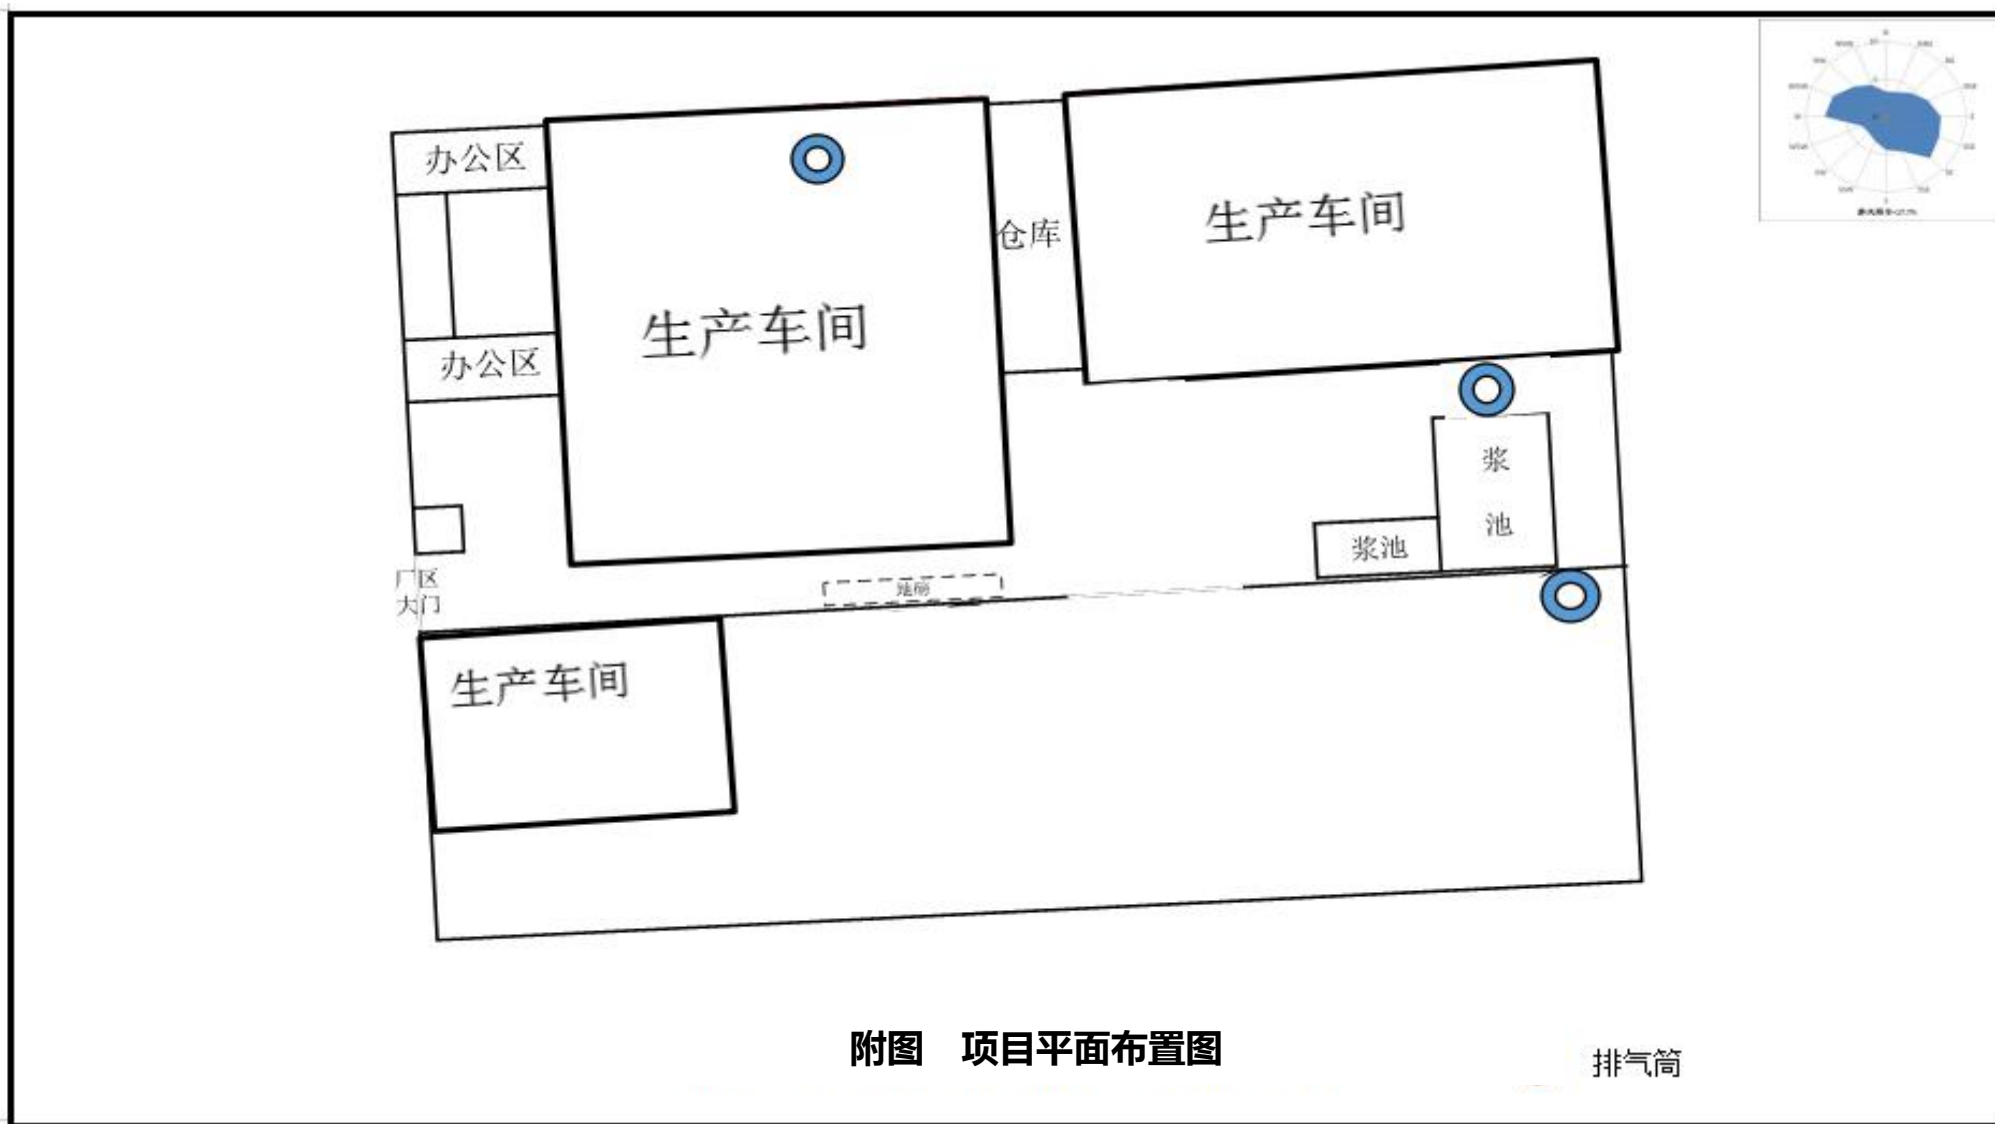 办公区
仓库
生产车间
生产车间
办公区
浆
池
浆池
厂区
大门
地磅
生产车间
附图 项目平面布置图
排气筒